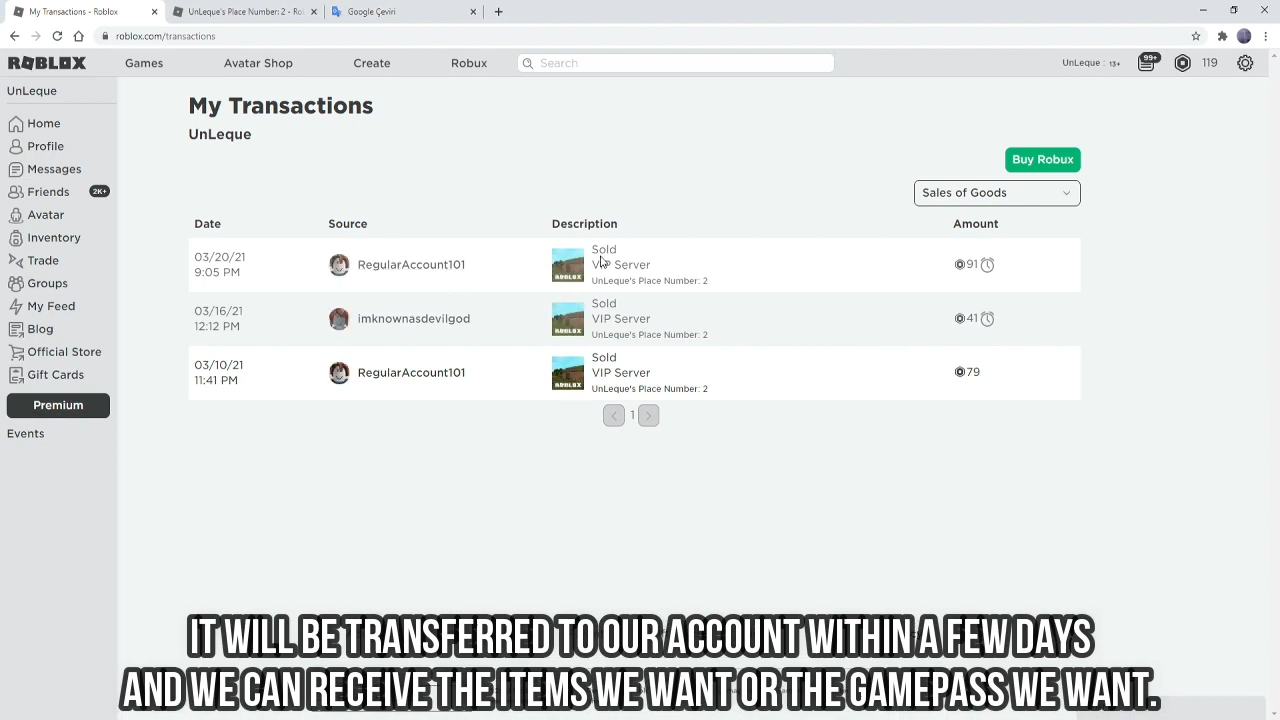 My Transactions - Roblox
UnLeque's Place Number: 2 - Ro
Google Çeviri
roblox.com/transactions
ROBLOX
Games
Avatar Shop
Create
Robux
Search
UnLeque : 13+
99+
119
UnLeque
Home
Profile
Messages
Friends
2K+
Avatar
Inventory
Trade
Groups
My Feed
Blog
Official Store
Gift Cards
Premium
Events
My Transactions
UnLeque
Buy Robux
Sales of Goods
Date Source Description Amount
03/20/21
9:05 PM
RegularAccount101
ROBLOX
Sold
VIP Server
UnLeque's Place Number: 2
91
03/16/21
12:12 PM
imknownasdevilgod
ROBLOX
Sold
VIP Server
UnLeque's Place Number: 2
41
03/10/21
11:41 PM
RegularAccount101
ROBLOX
Sold
VIP Server
UnLeque's Place Number: 2
79
1
IT WILL BE TRANSFERRED TO OUR ACCOUNT WITHIN A FEW DAYS
AND WE CAN RECEIVE THE ITEMS WE WANT OR THE GAMEPASS WE WANT.